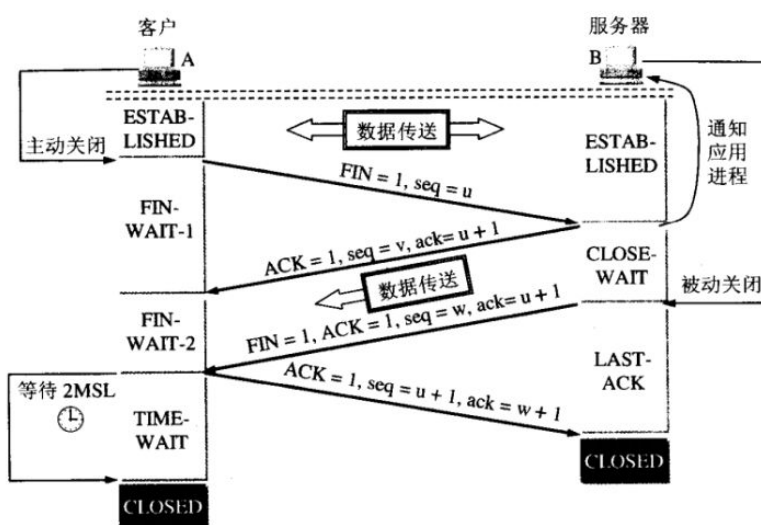 客户
服务器
A
B
ESTAB-
LISHED
数据传送
ESTAB-
LISHED
通知
应用
进程
主动关闭
FIN = 1, seq = u
FIN-
WAIT-1
ACK = 1, seq = v, ack= u + 1
CLOSE-
WAIT
数据传送
被动关闭
FIN-
WAIT-2
FIN = 1, ACK = 1, seq = w, ack= u + 1
LAST-
ACK
等待 2MSL
ACK = 1, seq = u + 1, ack = w + 1
TIME-
WAIT
CLOSED
CLOSED